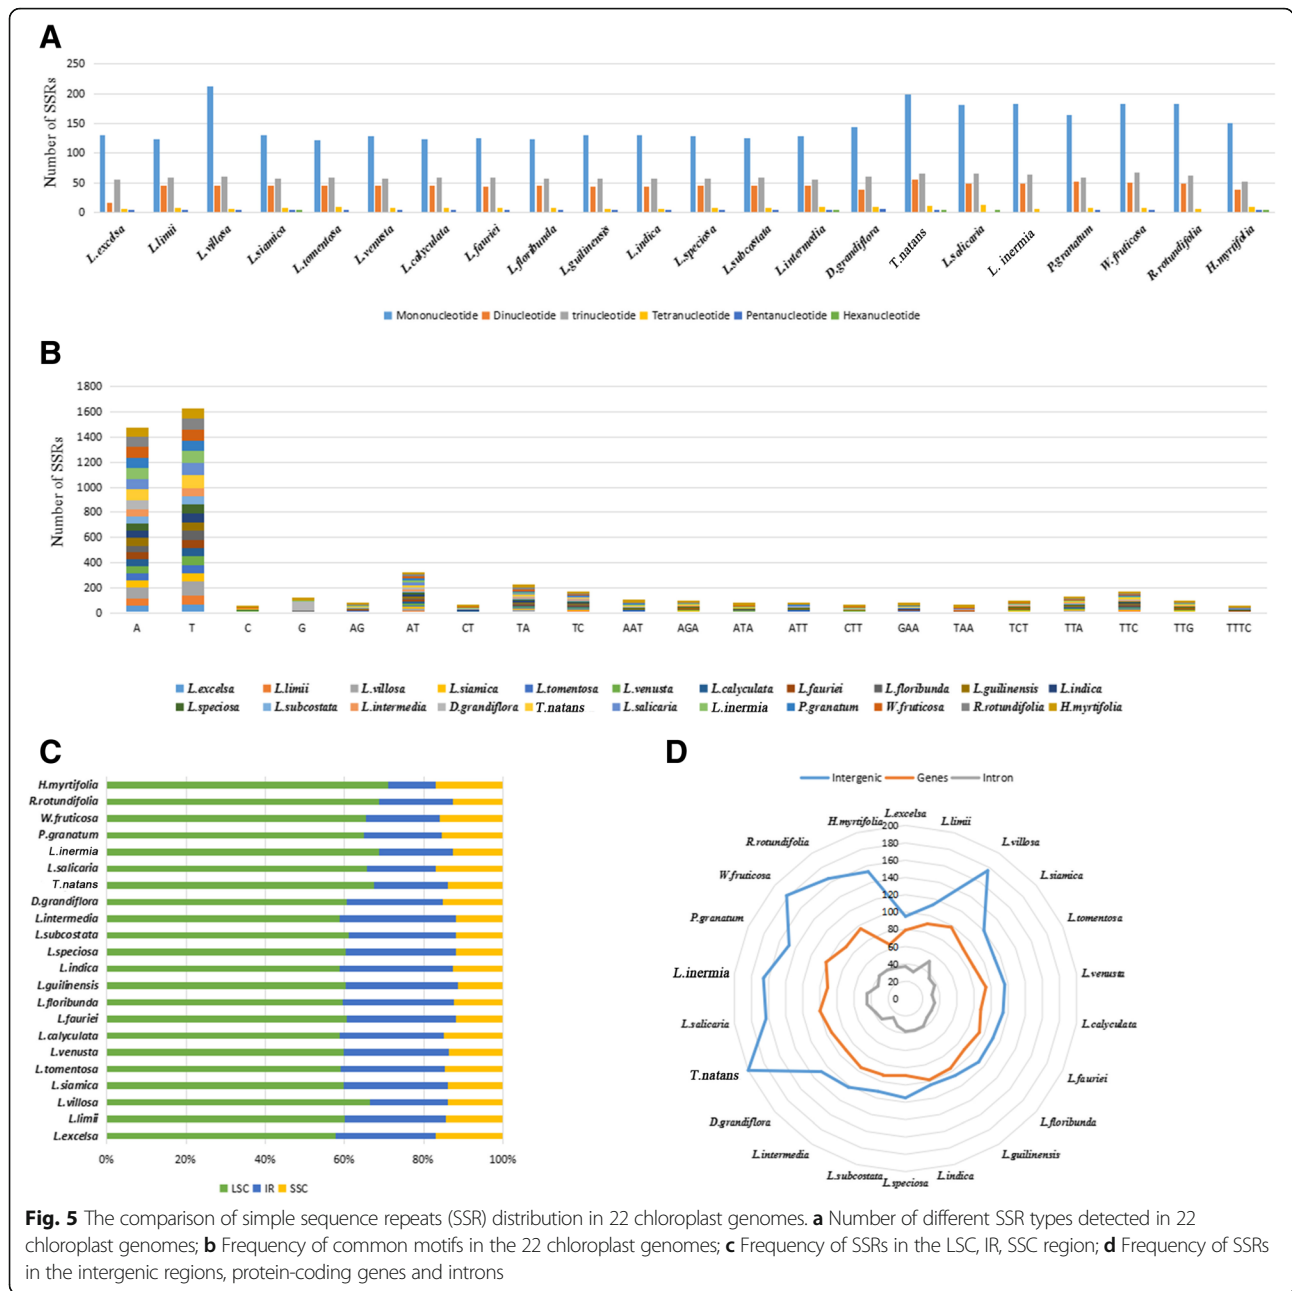 A
Number of SSRs
250
200
150
100
50
0
L.excelsa L.limii L.villosa L.siamica L.tomentosa L.venusta L.calyculata L.fauriei L.floribunda L.guilinensis L.indica L.speciosa L.subcostata L.intermedia D.grandiflora T.natans L.salicaria L. inermia P.granatum W.fruticosa R.rotundifolia H.myrtifolia
Mononucleotide Dinucleotide trinucleotide Tetranucleotide Pentanucleotide Hexanucleotide
B
Number of SSRs
1800
1600
1400
1200
1000
800
600
400
200
0
A T C G AG AT CT TA TC AAT AGA ATA ATT CTT GAA TAA TCT TTA TTC TTG TTTC
L.excelsa L.limii L.villosa L.siamica L.tomentosa L.venusta L.calyculata L.fauriei L.floribunda L.guilinensis L.indica
L.speciosa L.subcostata L.intermedia D.grandiflora T.natans L.salicaria L.inermia P.granatum W.fruticosa R.rotundifolia H.myrtifolia
C
H.myrtifolia
R.rotundifolia
W.fruticosa
P.granatum
L.inermia
L.salicaria
T.natans
D.grandiflora
L.intermedia
L.subcostata
L.speciosa
L.indica
L.guilinensis
L.floribunda
L.fauriei
L.calyculata
L.venusta
L.tomentosa
L.siamica
L.villosa
L.limii
L.excelsa
0% 20% 40% 60% 80% 100%
LSC IR SSC
D
Intergenic Genes Intron
L.excelsa
L.limii
L.villosa
L.siamica
L.tomentosa
L.venusta
L.calyculata
L.fauriei
L.floribunda
L.guilinensis
L.indica
L.speciosa
L.subcostata
L.intermedia
D.grandiflora
T.natans
L.salicaria
L.inermia
P.granatum
W.fruticosa
R.rotundifolia
H.myrtifolia
200
180
160
140
120
100
80
60
40
20
0
Fig. 5 The comparison of simple sequence repeats (SSR) distribution in 22 chloroplast genomes. a Number of different SSR types detected in 22
chloroplast genomes; b Frequency of common motifs in the 22 chloroplast genomes; c Frequency of SSRs in the LSC, IR, SSC region; d Frequency of SSRs
in the intergenic regions, protein-coding genes and introns